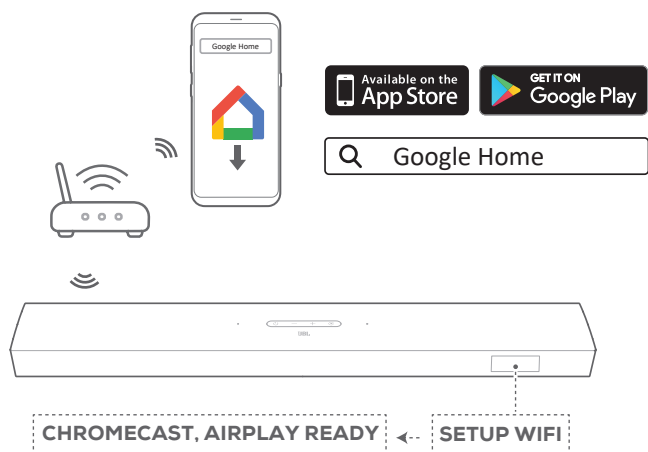 Google Home
Available on the
App Store
GET IT ON
Google Play
Google Home
JBL
CHROMECAST, AIRPLAY READY
SETUP WIFI